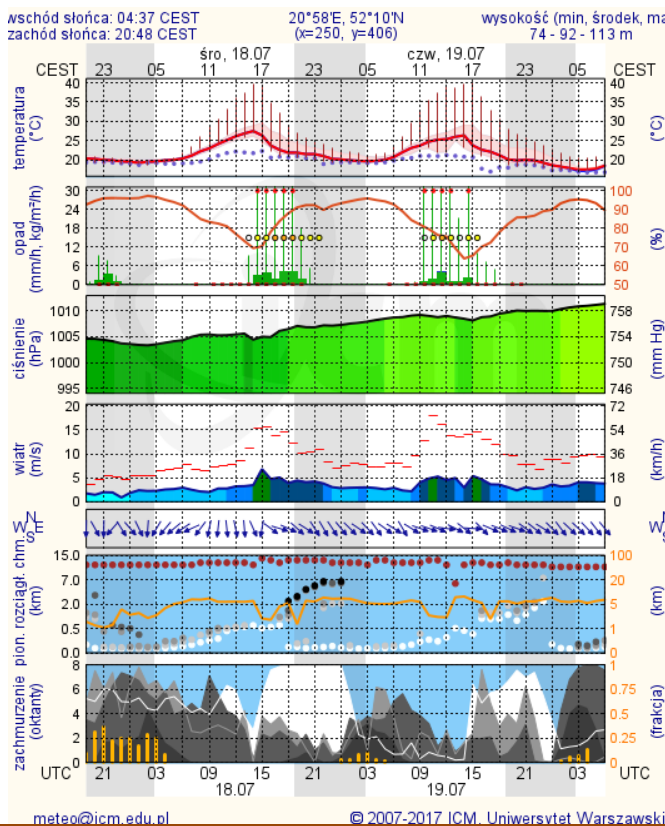 wschód słońca: 04:37 CEST 20°58'E, 52°10'N wysokość (min, środek, ma
zachód słońca: 20:48 CEST (x=250, y=406) 74 - 92 - 113 m
śro, 18.07 czw, 19.07
CEST 23 05 11 17 23 05 11 17 23 05 CEST
temperatura (°C)
40 35 30 25 20
40 35 30 25 20
(°C)
opad (mm/h, kg/m²/h)
30 24 18 12 6 0
100 90 80 70 60 50
(%)
ciśnienie (hPa)
1010 1005 1000 995
758 754 750 746
(mm Hg)
wiatr (m/s)
20 15 10 5 0
72 54 36 18 0
(km/h)
N
W E
S
N
W
S
pion. rozciągł. chm. (km)
15.0 7.0 2.0 0.5 0.0
100 20 5 1 0
(km)
zachmurzenie (oktanty)
8 6 4 2 0
1 0.75 0.5 0.25 0
(frakcja)
UTC 21 03 09 15 21 03 09 15 21 03 UTC
18.07 19.07
meteo@icm.edu.pl © 2007-2017 ICM, Uniwersytet Warszawski